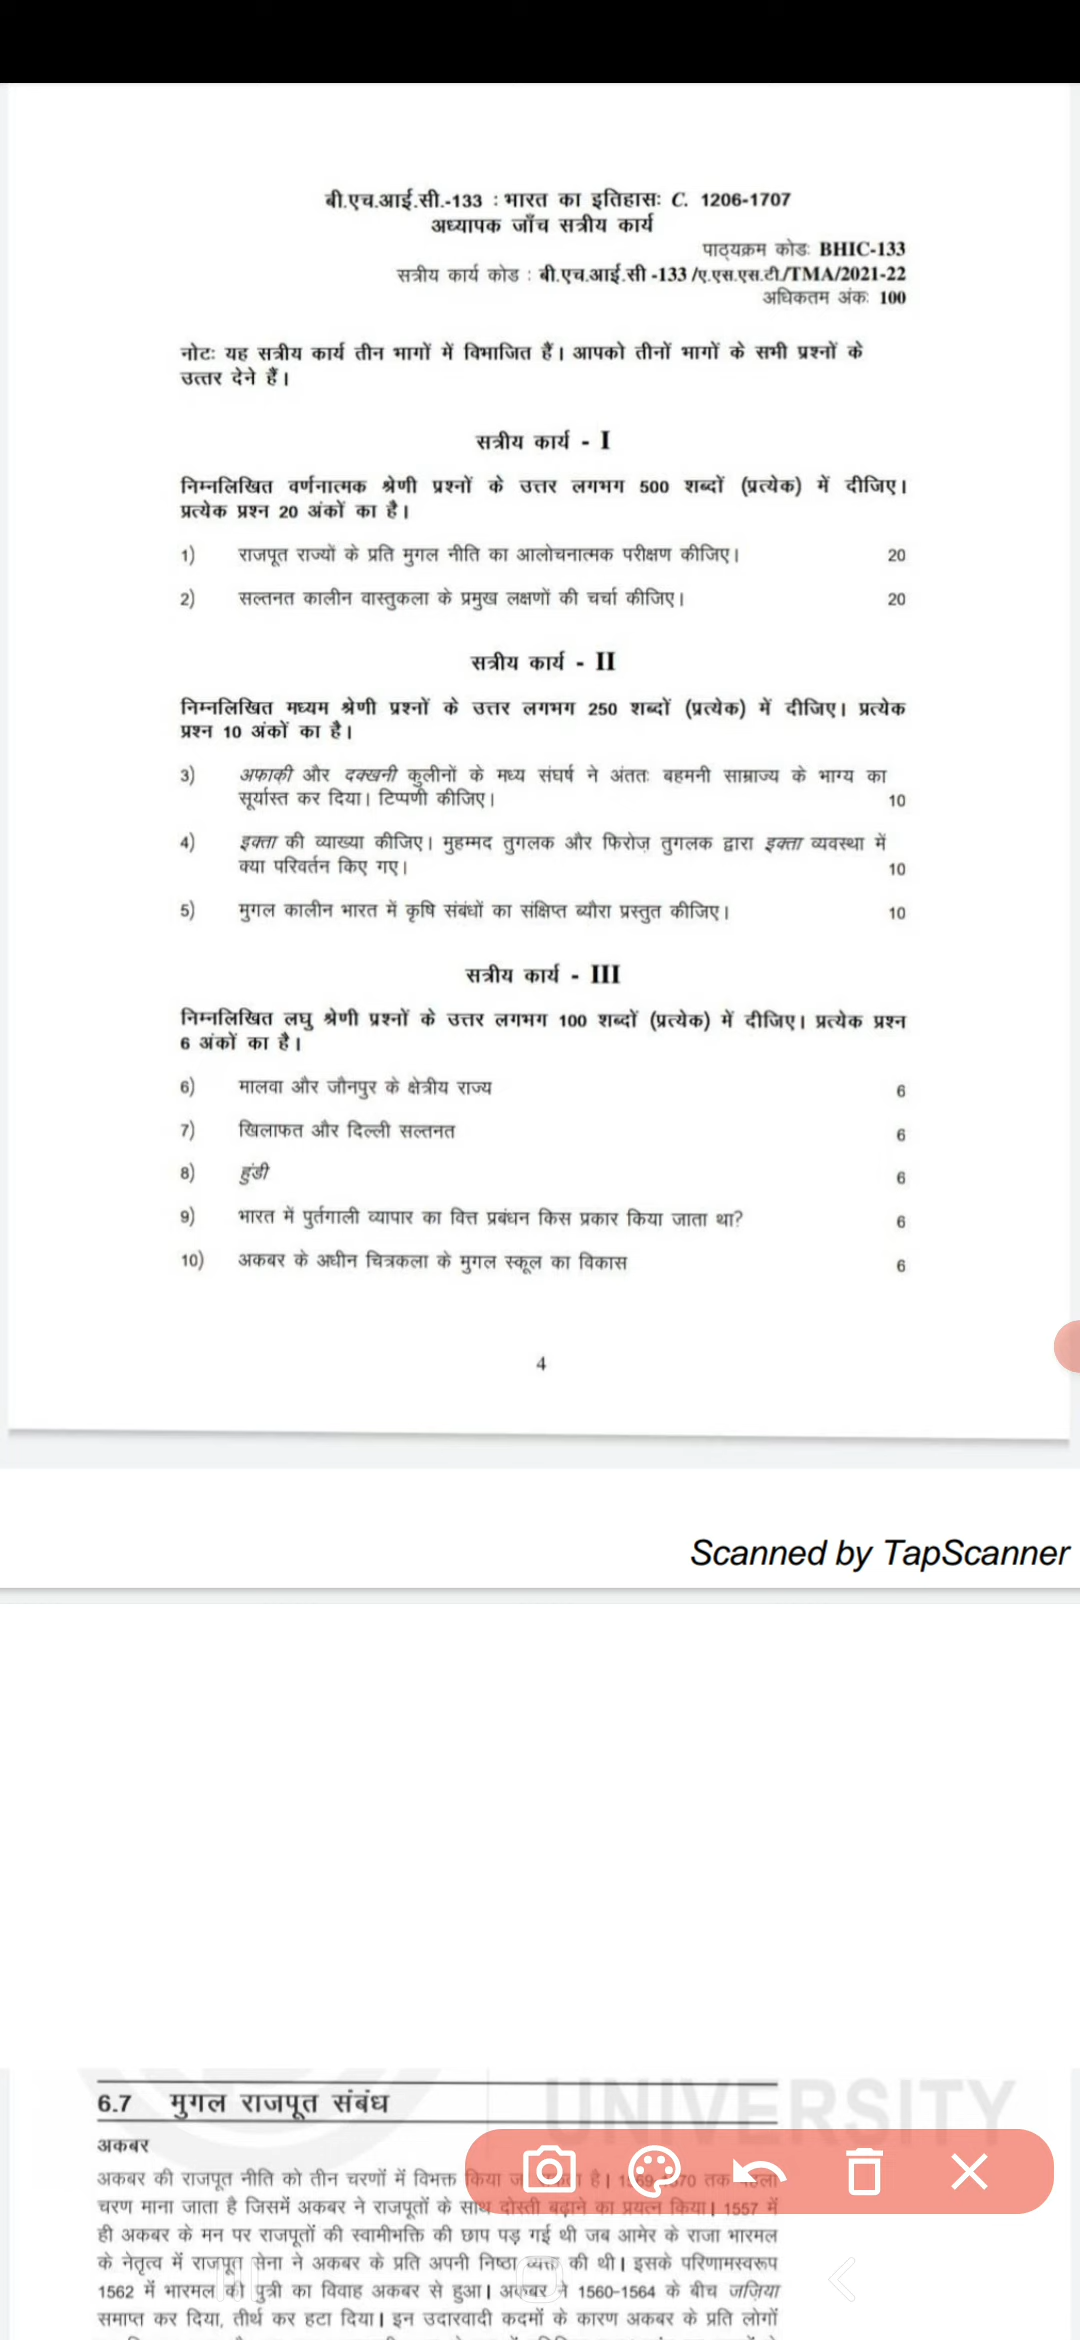 बी.एच.आई.सी.-133 : भारत का इतिहासः C. 1206-1707
अध्यापक जाँच सत्रीय कार्य
पाठ्यक्रम कोडः BHIC-133
सत्रीय कार्य कोड : बी.एच.आई.सी -133 /ए.एस.एस.टी./TMA/2021-22
अधिकतम अंकः 100
नोटः यह सत्रीय कार्य तीन भागों में विभाजित हैं। आपको तीनों भागों के सभी प्रश्नों के
उत्तर देने हैं।
सत्रीय कार्य - I
निम्नलिखित वर्णनात्मक श्रेणी प्रश्नों के उत्तर लगभग 500 शब्दों (प्रत्येक) में दीजिए।
प्रत्येक प्रश्न 20 अंकों का है।
1) राजपूत राज्यों के प्रति मुगल नीति का आलोचनात्मक परीक्षण कीजिए। 20
2) सल्तनत कालीन वास्तुकला के प्रमुख लक्षणों की चर्चा कीजिए। 20
सत्रीय कार्य - II
निम्नलिखित मध्यम श्रेणी प्रश्नों के उत्तर लगभग 250 शब्दों (प्रत्येक) में दीजिए। प्रत्येक
प्रश्न 10 अंकों का है।
3) अफाक़ी और दक्खनी कुलीनों के मध्य संघर्ष ने अंततः बहमनी साम्राज्य के भाग्य का
सूर्यास्त कर दिया। टिप्पणी कीजिए। 10
4) इक्ता की व्याख्या कीजिए। मुहम्मद तुगलक और फिरोज़ तुगलक द्वारा इक्ता व्यवस्था में
क्या परिवर्तन किए गए। 10
5) मुगल कालीन भारत में कृषि संबंधों का संक्षिप्त ब्यौरा प्रस्तुत कीजिए। 10
सत्रीय कार्य - III
निम्नलिखित लघु श्रेणी प्रश्नों के उत्तर लगभग 100 शब्दों (प्रत्येक) में दीजिए। प्रत्येक प्रश्न
6 अंकों का है।
6) मालवा और जौनपुर के क्षेत्रीय राज्य 6
7) खिलाफत और दिल्ली सल्तनत 6
8) हुंडी 6
9) भारत में पुर्तगाली व्यापार का वित्त प्रबंधन किस प्रकार किया जाता था? 6
10) अकबर के अधीन चित्रकला के मुगल स्कूल का विकास 6
4
Scanned by TapScanner
UNIVERSITY
6.7 मुगल राजपूत संबंध
अकबर
अकबर की राजपूत नीति को तीन चरणों में विभक्त किया है। तक
चरण माना जाता है जिसमें अकबर ने राजपूतों के साथ दोस्ती बढ़ाने का प्रयत्न किया। 1557 में
ही अकबर के मन पर राजपूतों की स्वामीभक्ति की छाप पड़ गई थी जब आमेर के राजा भारमल
के नेतृत्व में राजपूत सेना ने अकबर के प्रति अपनी निष्ठा व्यक्त की थी। इसके परिणामस्वरूप
1562 में भारमल की पुत्री का विवाह अकबर से हुआ। अकबर ने 1560-1564 के बीच जज़िया
समाप्त कर दिया, तीर्थ कर हटा दिया। इन उदारवादी कदमों के कारण अकबर के प्रति लोगों